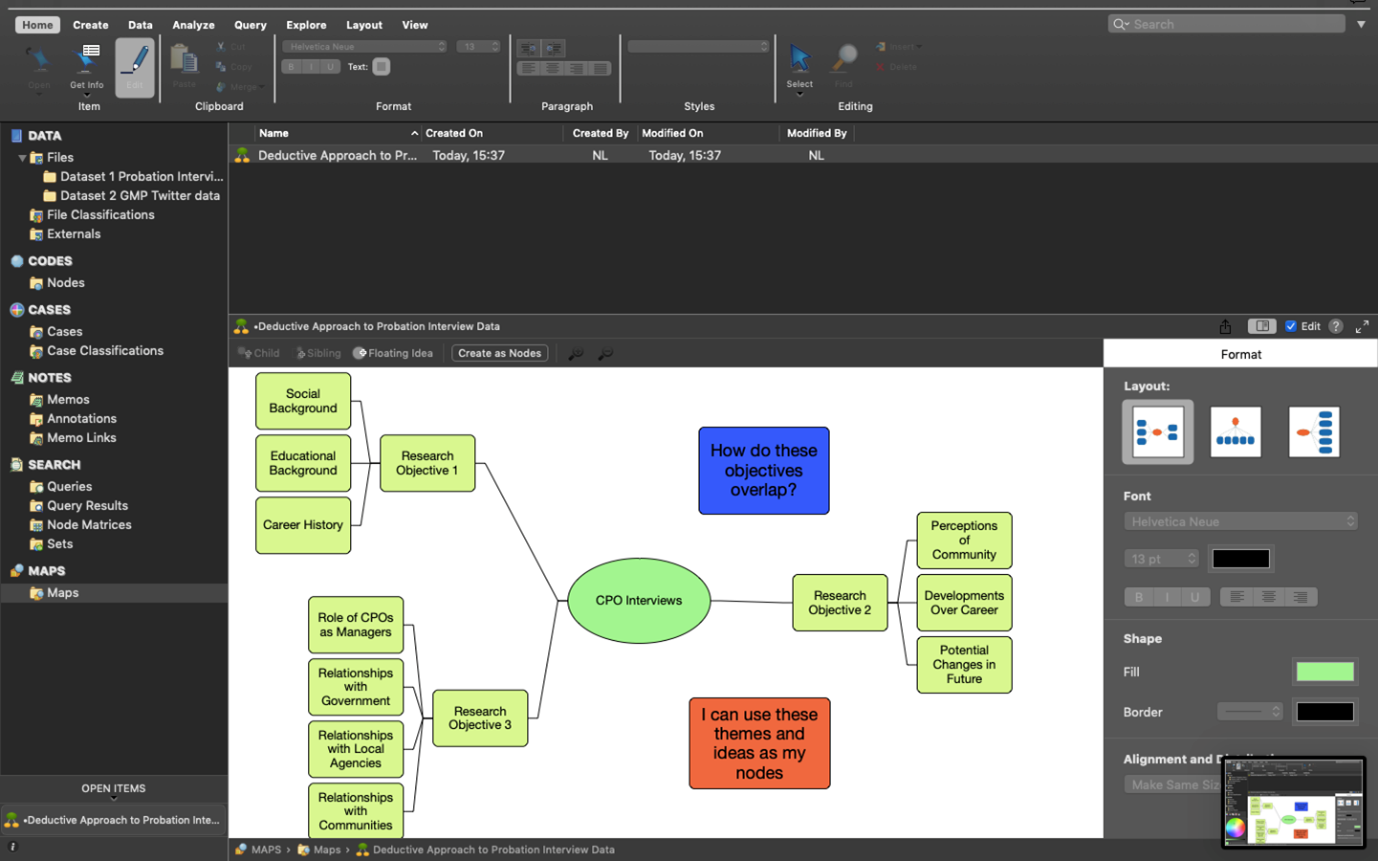 Home Create Data Analyze Query Explore Layout View
Search
Open Get Info Edit
Paste Cut
Copy
Merge
Helvetica Neue 13
B I U Text:
Select Find Insert
Delete
Item Clipboard Format Paragraph Styles Editing
DATA
Files
Dataset 1 Probation Intervi...
Dataset 2 GMP Twitter data
File Classifications
Externals
CODES
Nodes
CASES
Cases
Case Classifications
NOTES
Memos
Annotations
Memo Links
SEARCH
Queries
Query Results
Node Matrices
Sets
MAPS
Maps
OPEN ITEMS
•Deductive Approach to Probation Inte...
Name Created On Created By Modified On Modified By
Deductive Approach to Pr... Today, 15:37 NL Today, 15:37 NL
•Deductive Approach to Probation Interview Data
Edit ?
Child Sibling Floating Idea Create as Nodes
Social
Background
Educational
Background
Career History
Research
Objective 1
How do these
objectives
overlap?
CPO Interviews
Research
Objective 2
Perceptions
of
Community
Developments
Over Career
Potential
Changes in
Future
Role of CPOs
as Managers
Relationships
with
Government
Relationships
with Local
Agencies
Relationships
with
Communities
Research
Objective 3
I can use these
themes and
ideas as my
nodes
Format
Layout:
Font
Helvetica Neue
13 pt
B I U
Shape
Fill
Border
Alignment and
Make Same
MAPS › Maps › Deductive Approach to Probation Interview Data